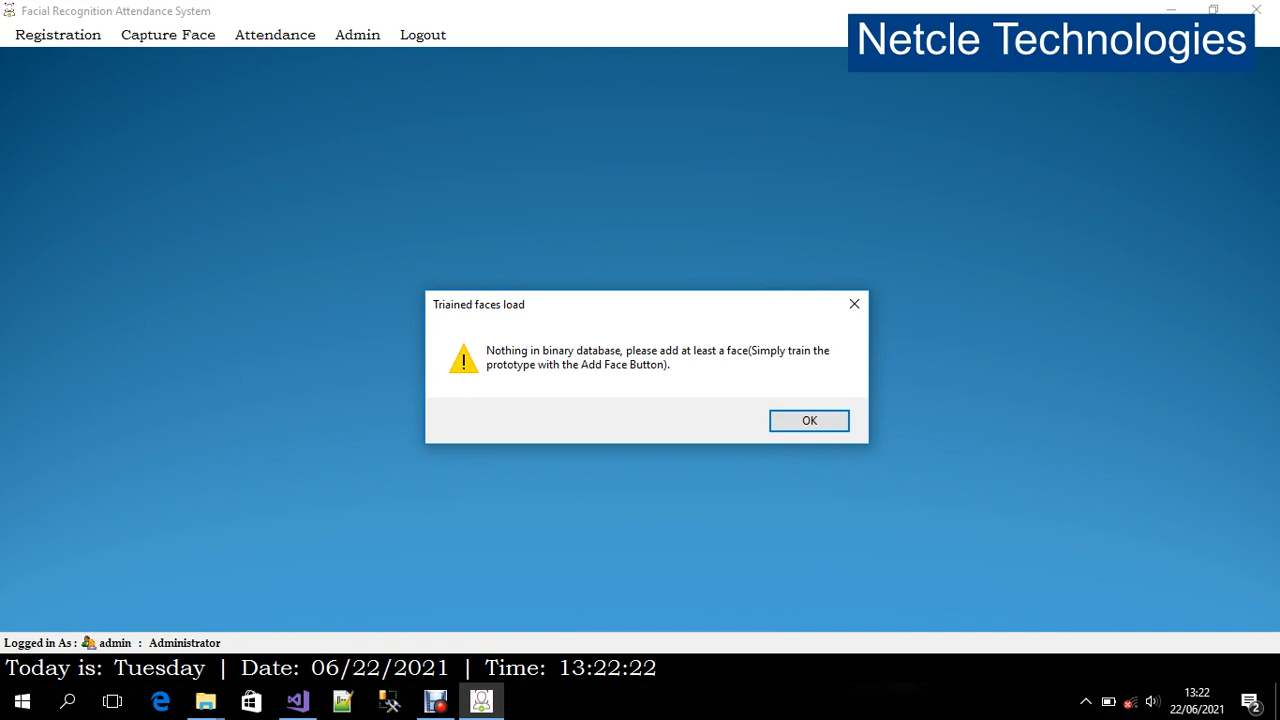 Facial Recognition Attendance System
Registration Capture Face Attendance Admin Logout
Netcle Technologies
Triained faces load
Nothing in binary database, please add at least a face(Simply train the
prototype with the Add Face Button).
OK
Logged in As : admin : Administrator
Today is: Tuesday | Date: 06/22/2021 | Time: 13:22:22
13:22
22/06/2021
2